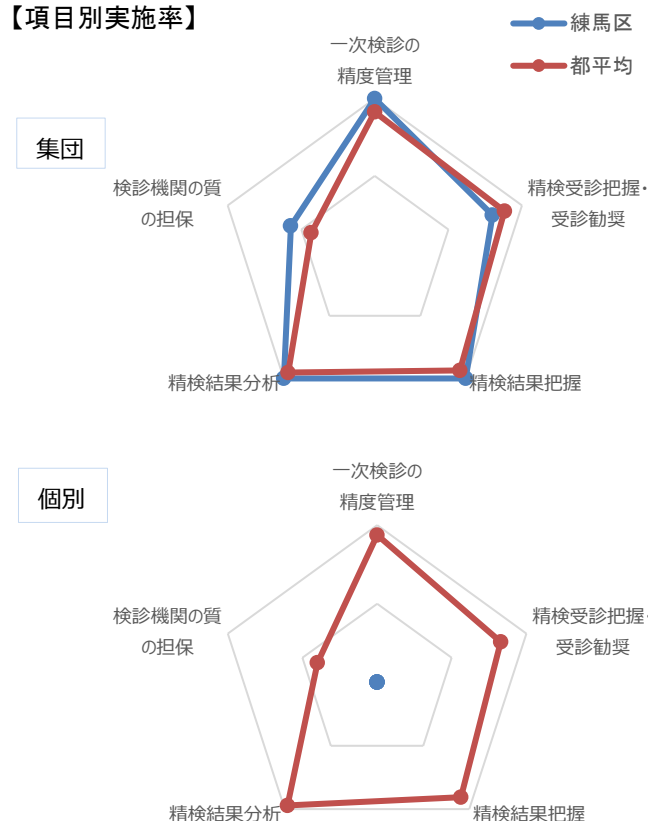 【項目別実施率】
練馬区
都平均
集団
一次検診の
精度管理
精検受診把握・
受診勧奨
精検結果把握
精検結果分析
検診機関の質
の担保
個別
一次検診の
精度管理
精検受診把握・
受診勧奨
精検結果把握
精検結果分析
検診機関の質
の担保